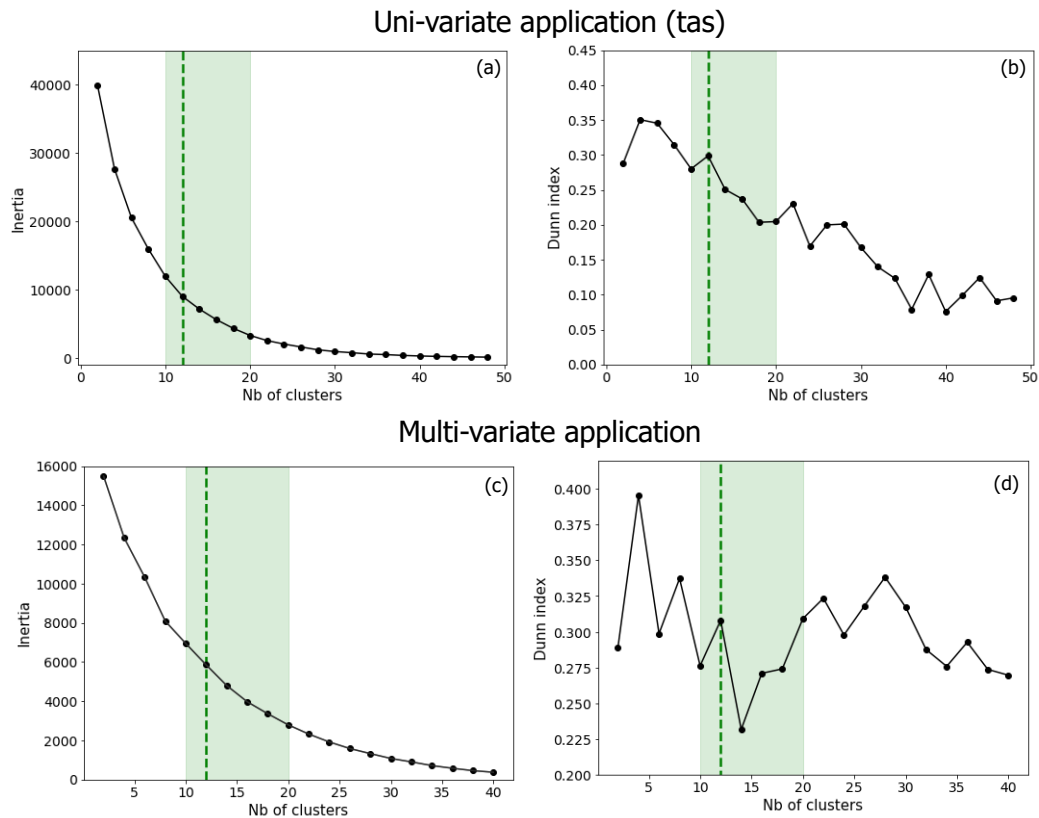 Uni-variate application (tas)
(a)
Inertia
40000
30000
20000
10000
0
0 10 20 30 40 50
Nb of clusters
(b)
Dunn index
0.45
0.40
0.35
0.30
0.25
0.20
0.15
0.10
0.05
0.00
0 10 20 30 40 50
Nb of clusters
Multi-variate application
(c)
Inertia
16000
14000
12000
10000
8000
6000
4000
2000
0
5 10 15 20 25 30 35 40
Nb of clusters
(d)
Dunn index
0.400
0.375
0.350
0.325
0.300
0.275
0.250
0.225
0.200
5 10 15 20 25 30 35 40
Nb of clusters